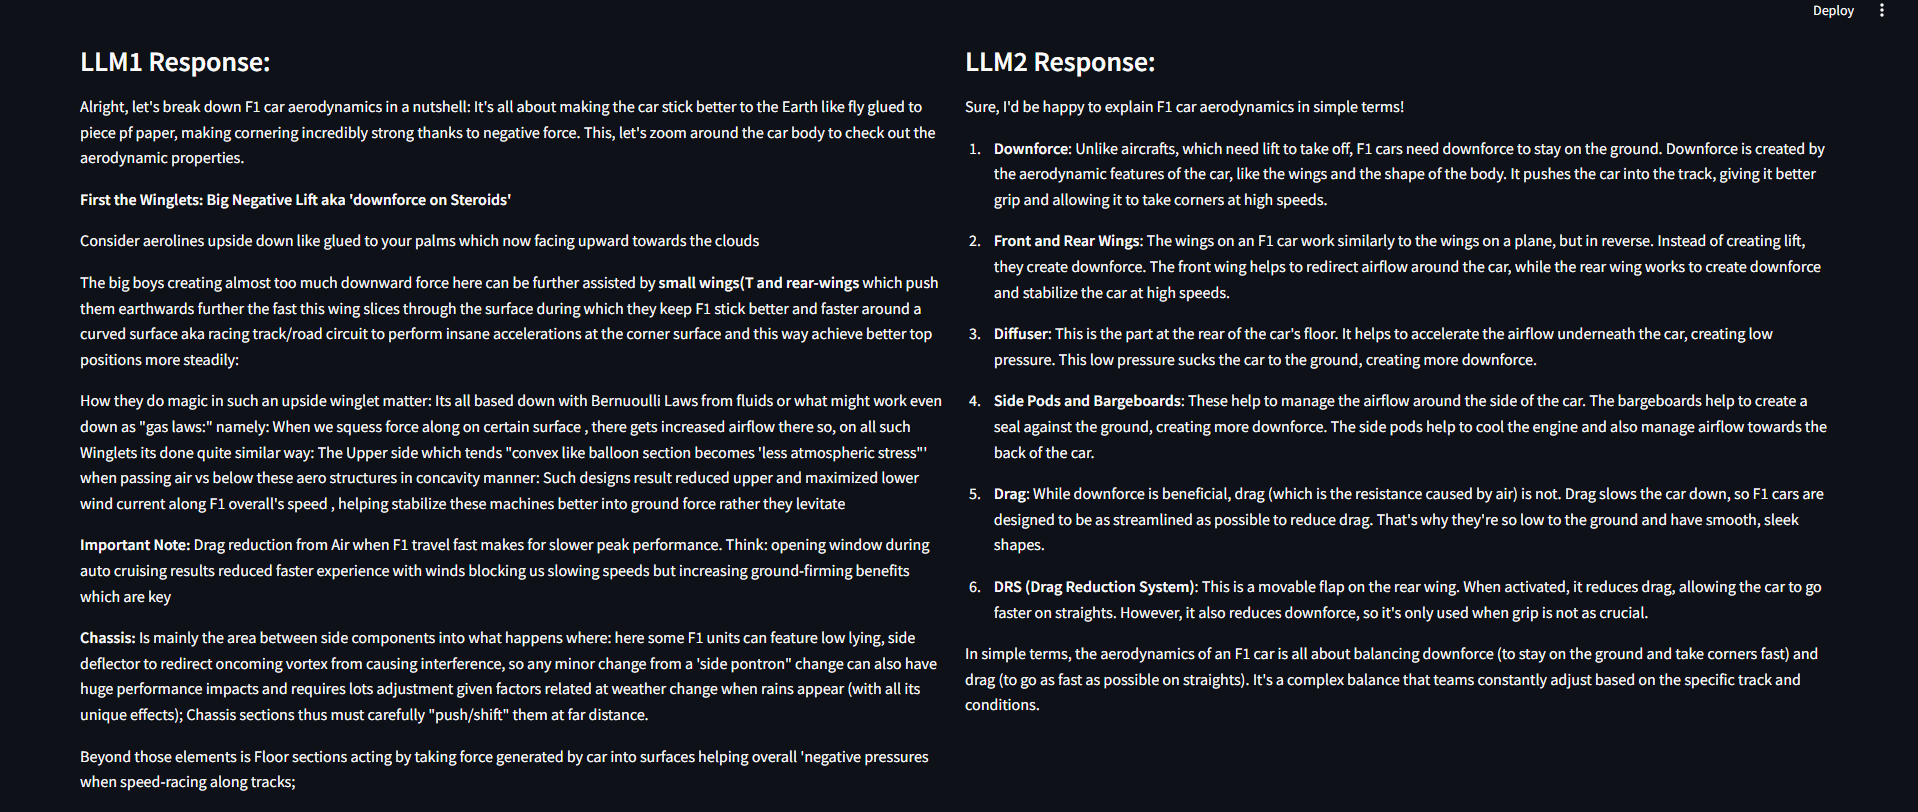 Deploy
LLM1 Response:
Alright, let's break down F1 car aerodynamics in a nutshell: It's all about making the car stick better to the Earth like fly glued to
piece pf paper, making cornering incredibly strong thanks to negative force. This, let's zoom around the car body to check out the
aerodynamic properties.
First the Winglets: Big Negative Lift aka 'downforce on Steroids'
Consider aerolines upside down like glued to your palms which now facing upward towards the clouds
The big boys creating almost too much downward force here can be further assisted by small wings(T and rear-wings which push
them earthwards further the fast this wing slices through the surface during which they keep F1 stick better and faster around a
curved surface aka racing track/road circuit to perform insane accelerations at the corner surface and this way achieve better top
positions more steadily:
How they do magic in such an upside winglet matter: Its all based down with Bernuoulli Laws from fluids or what might work even
down as "gas laws:" namely: When we squess force along on certain surface , there gets increased airflow there so, on all such
Winglets its done quite similar way: The Upper side which tends "convex like balloon section becomes 'less atmospheric stress"'
when passing air vs below these aero structures in concavity manner: Such designs result reduced upper and maximized lower
wind current along F1 overall's speed , helping stabilize these machines better into ground force rather they levitate
Important Note: Drag reduction from Air when F1 travel fast makes for slower peak performance. Think: opening window during
auto cruising results reduced faster experience with winds blocking us slowing speeds but increasing ground-firming benefits
which are key
Chassis: Is mainly the area between side components into what happens where: here some F1 units can feature low lying, side
deflector to redirect oncoming vortex from causing interference, so any minor change from a 'side pontron" change can also have
huge performance impacts and requires lots adjustment given factors related at weather change when rains appear (with all its
unique effects); Chassis sections thus must carefully "push/shift" them at far distance.
Beyond those elements is Floor sections acting by taking force generated by car into surfaces helping overall 'negative pressures
when speed-racing along tracks;
LLM2 Response:
Sure, I'd be happy to explain F1 car aerodynamics in simple terms!
1. Downforce: Unlike aircrafts, which need lift to take off, F1 cars need downforce to stay on the ground. Downforce is created by
the aerodynamic features of the car, like the wings and the shape of the body. It pushes the car into the track, giving it better
grip and allowing it to take corners at high speeds.
2. Front and Rear Wings: The wings on an F1 car work similarly to the wings on a plane, but in reverse. Instead of creating lift,
they create downforce. The front wing helps to redirect airflow around the car, while the rear wing works to create downforce
and stabilize the car at high speeds.
3. Diffuser: This is the part at the rear of the car's floor. It helps to accelerate the airflow underneath the car, creating low
pressure. This low pressure sucks the car to the ground, creating more downforce.
4. Side Pods and Bargeboards: These help to manage the airflow around the side of the car. The bargeboards help to create a
seal against the ground, creating more downforce. The side pods help to cool the engine and also manage airflow towards the
back of the car.
5. Drag: While downforce is beneficial, drag (which is the resistance caused by air) is not. Drag slows the car down, so F1 cars are
designed to be as streamlined as possible to reduce drag. That's why they're so low to the ground and have smooth, sleek
shapes.
6. DRS (Drag Reduction System): This is a movable flap on the rear wing. When activated, it reduces drag, allowing the car to go
faster on straights. However, it also reduces downforce, so it's only used when grip is not as crucial.
In simple terms, the aerodynamics of an F1 car is all about balancing downforce (to stay on the ground and take corners fast) and
drag (to go as fast as possible on straights). It's a complex balance that teams constantly adjust based on the specific track and
conditions.